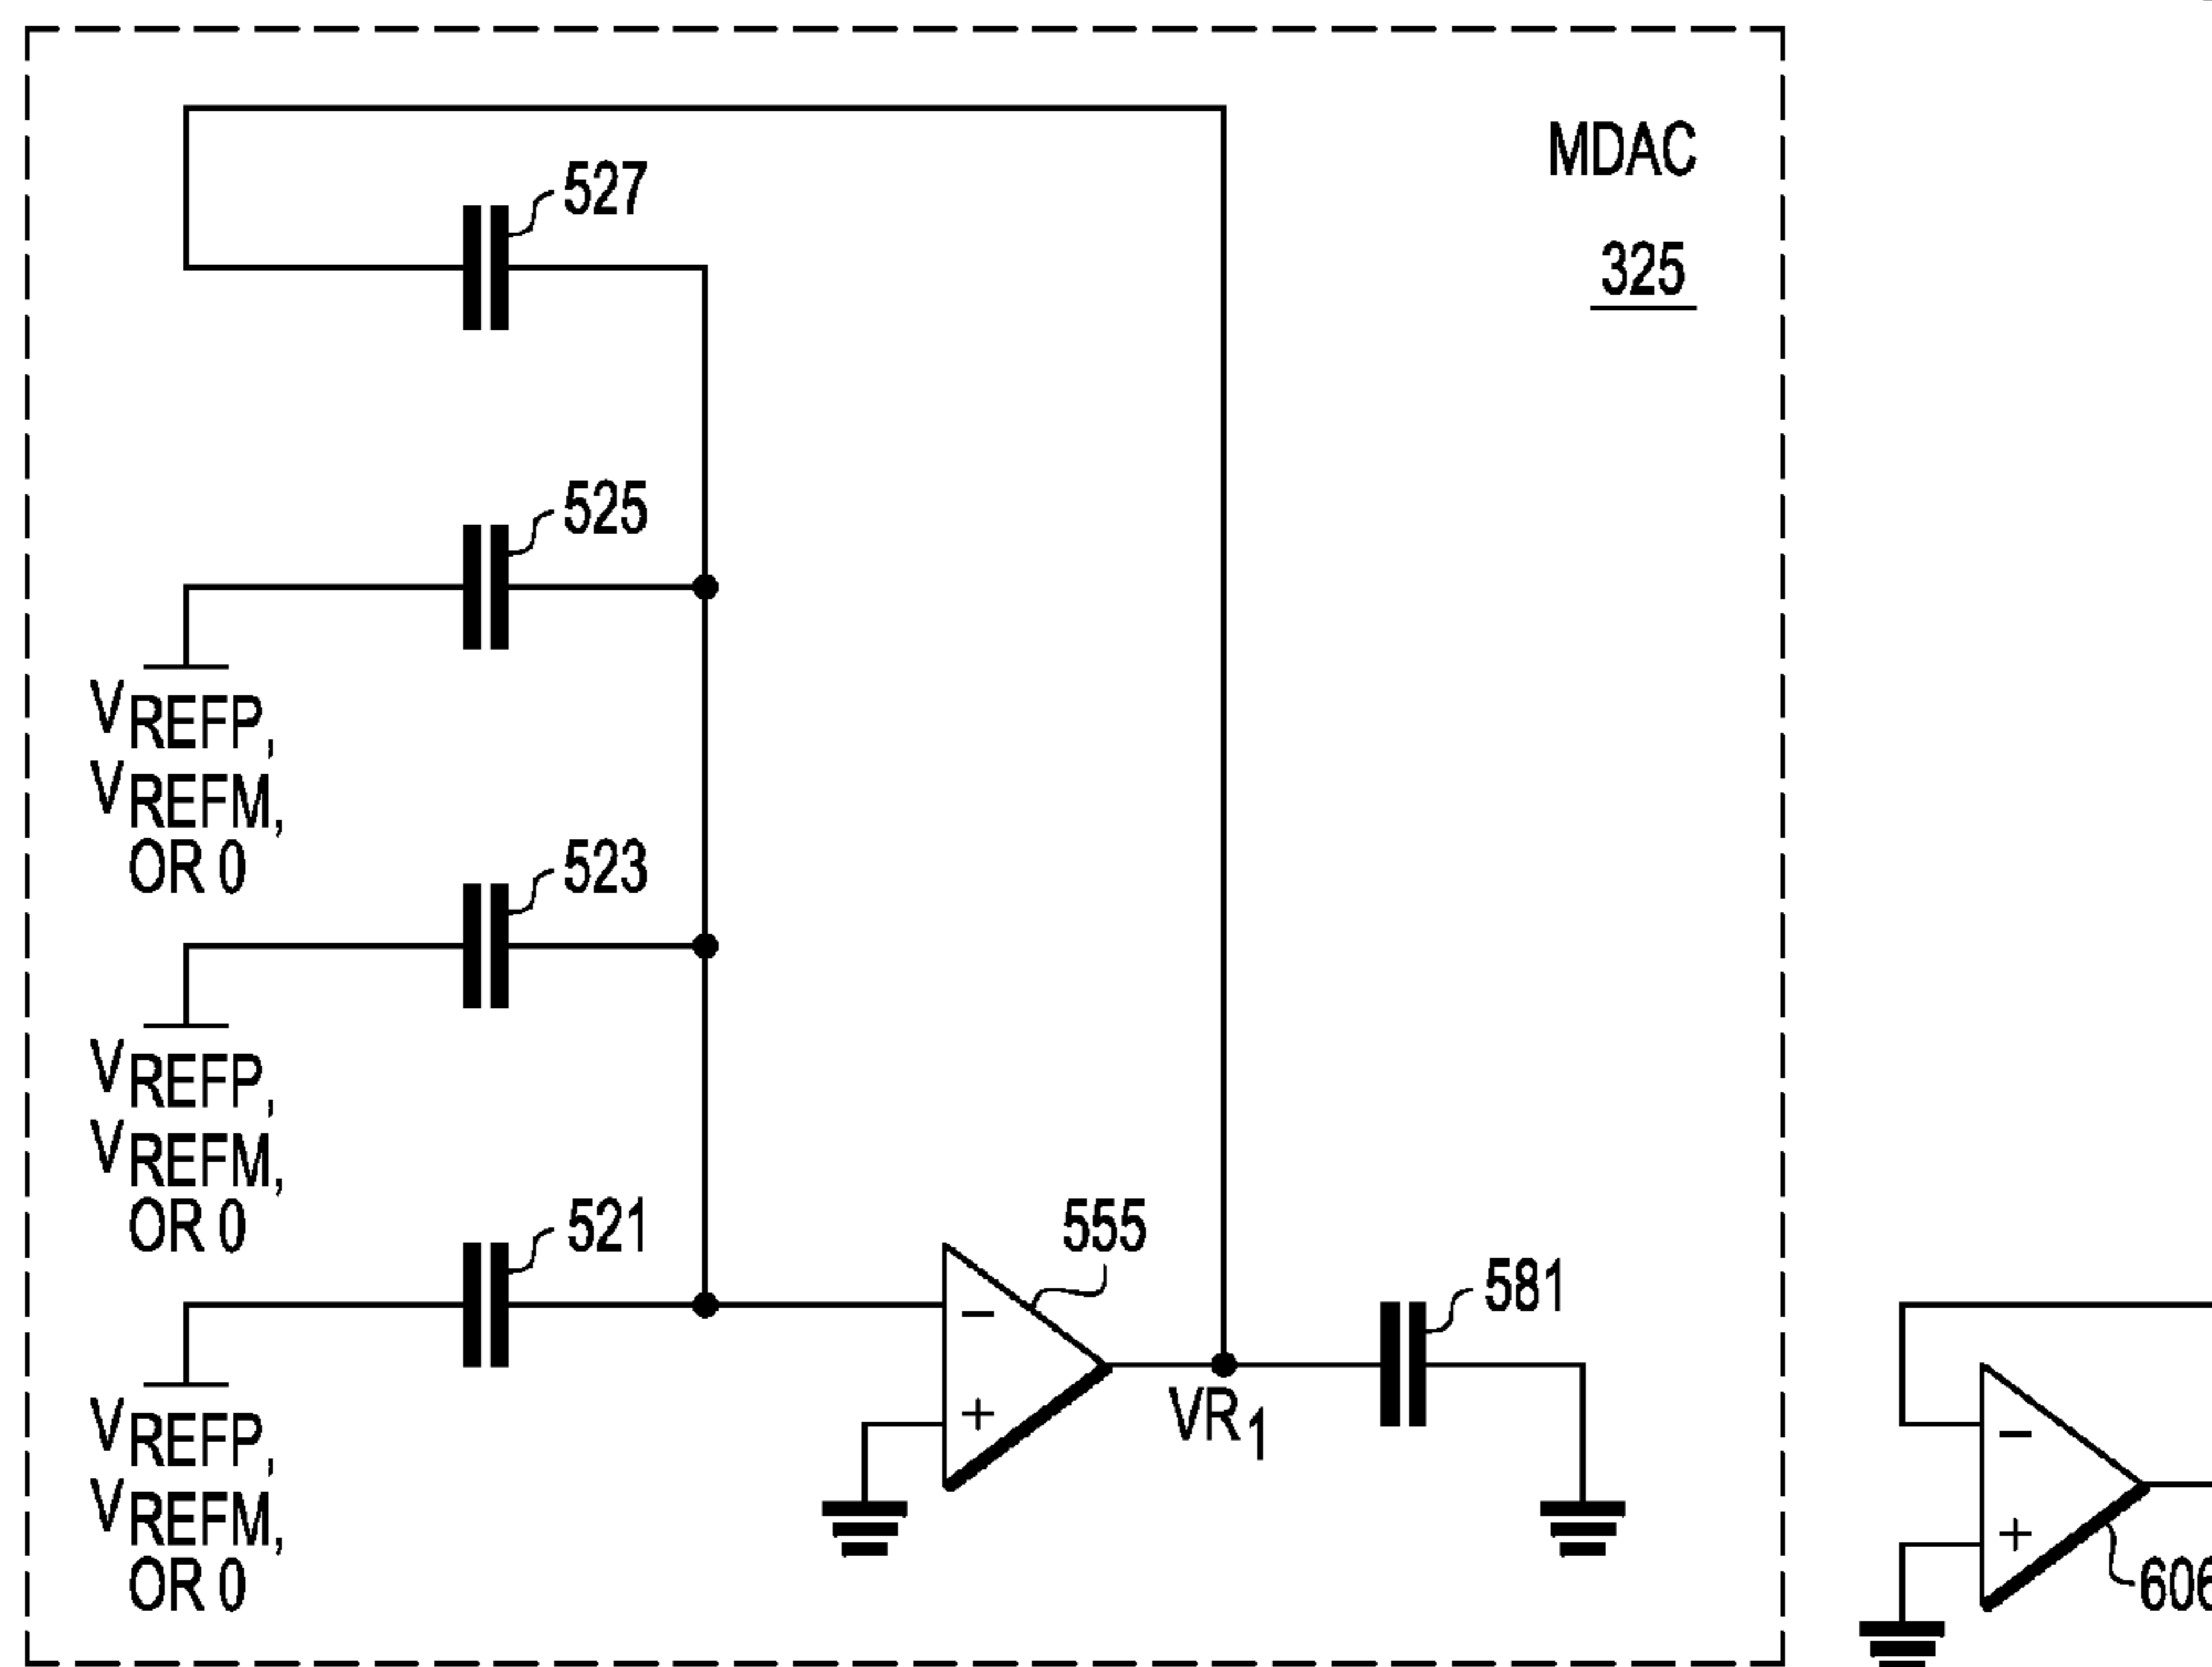 MDAC
325
527
525
VREFP,
VREFM,
OR 0
523
VREFP,
VREFM,
OR 0
521
VREFP,
VREFM,
OR 0
555
−
+
VR1
581
−
+